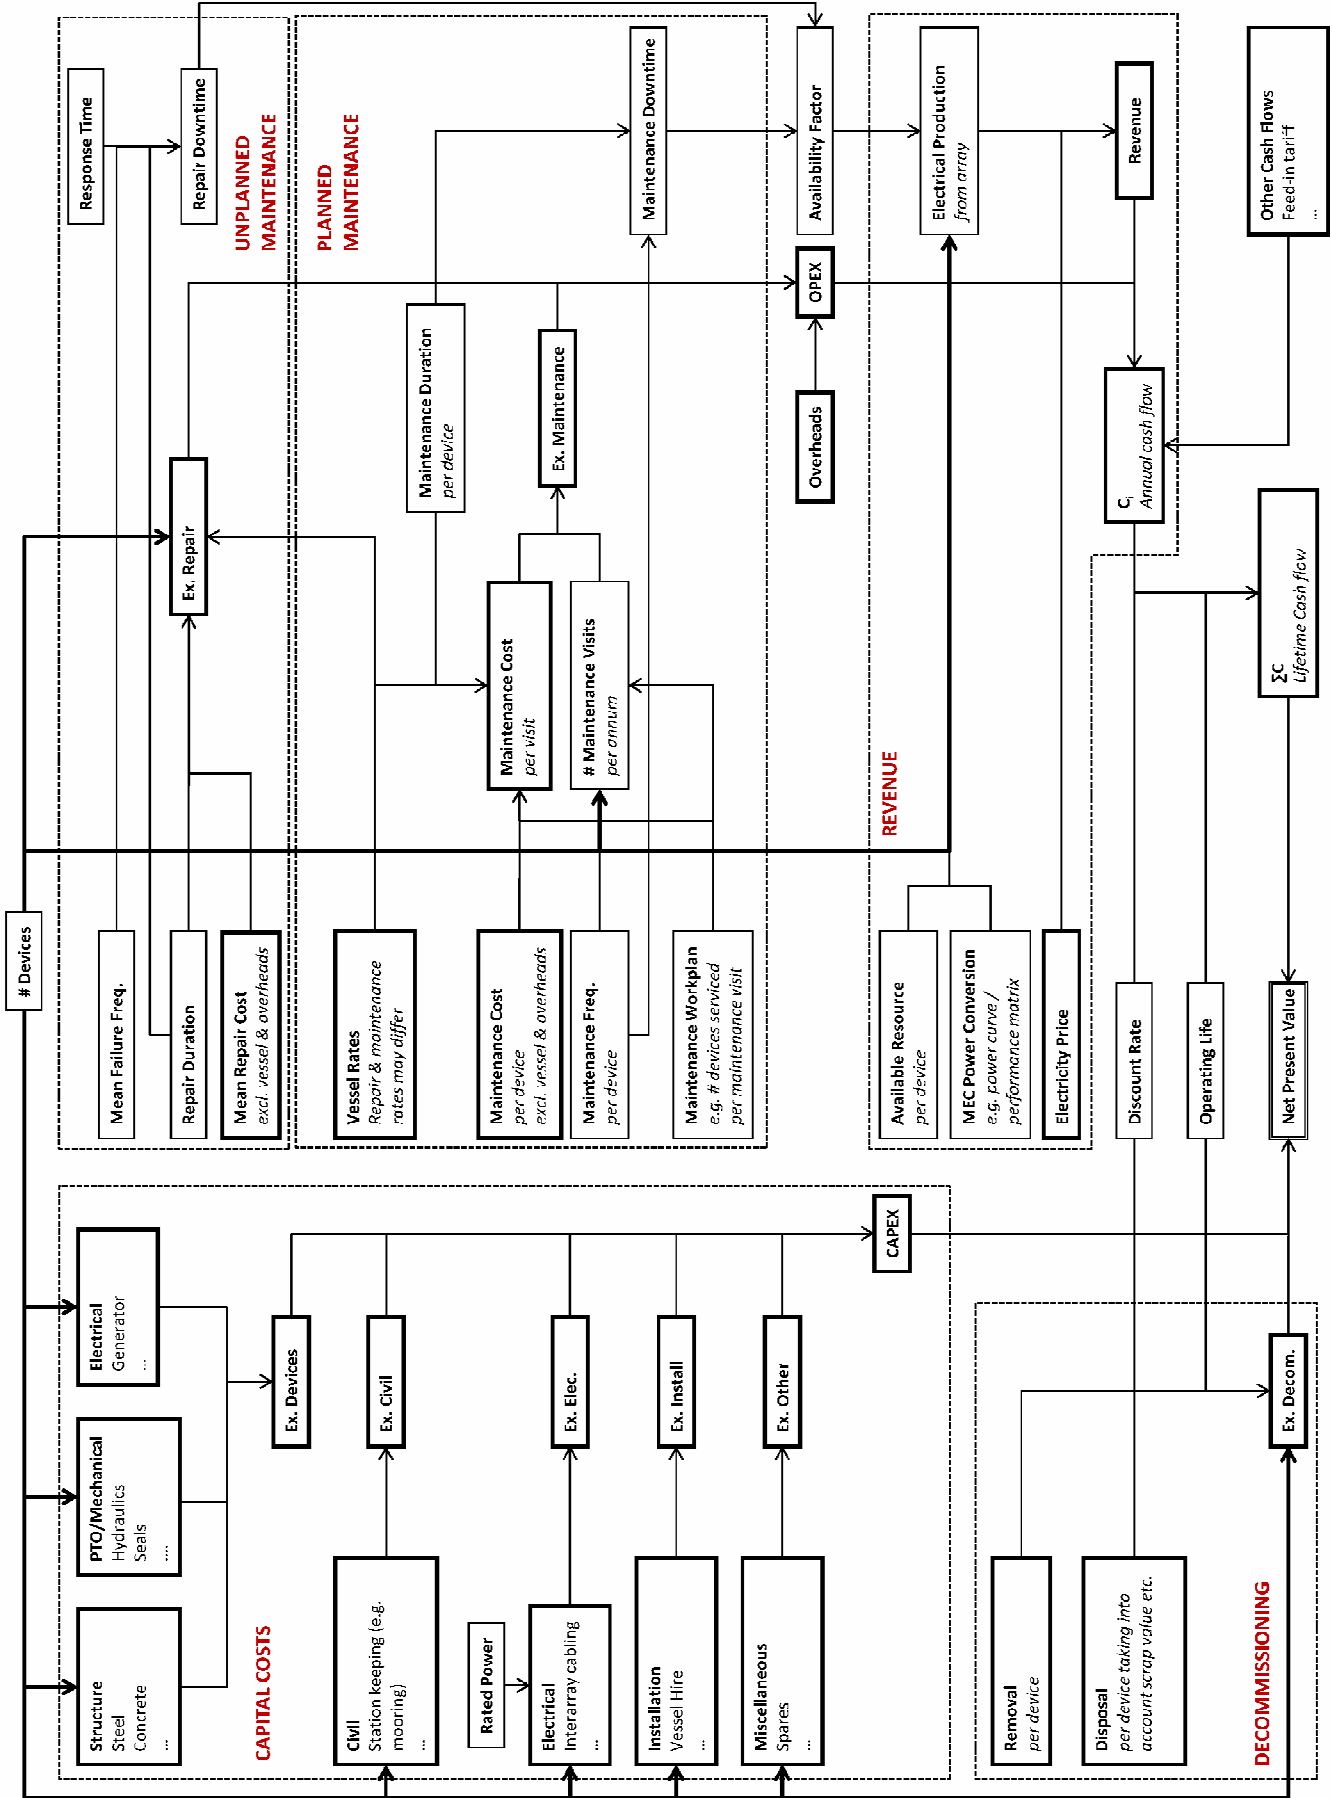 # Devices
Structure
Steel
Concrete
...
PTO/Mechanical
Hydraulics
Seals
....
Electrical
Generator
...
CAPITAL COSTS
Ex. Devices
Civil
Station keeping (e.g.
mooring)
...
Ex. Civil
Rated Power
Electrical
Interarray cabling
...
Ex. Elec.
Installation
Vessel Hire
...
Ex. Install
Miscellaneous
Spares
...
Ex. Other
CAPEX
Removal
per device
Disposal
per device taking into
account scrap value etc.
DECOMMISSIONING
Ex. Decom.
Mean Failure Freq.
Repair Duration
Mean Repair Cost
excl. vessel & overheads
Ex. Repair
Response Time
Repair Downtime
UNPLANNED
MAINTENANCE
PLANNED
MAINTENANCE
Vessel Rates
Repair & maintenance
rates may differ
Maintenance Cost
per device
excl. vessel & overheads
Maintenance Freq.
per device
Maintenance Workplan
e.g. # devices serviced
per maintenance visit
Maintenance Cost
per visit
# Maintenance Visits
per annum
Maintenance Duration
per device
Ex. Maintenance
Maintenance Downtime
Overheads
OPEX
Availability Factor
REVENUE
Available Resource
per device
MEC Power Conversion
e.g. power curve /
performance matrix
Electricity Price
Electrical Production
from array
Revenue
Discount Rate
Operating Life
Net Present Value
Ci
Annual cash flow
ΣC
Lifetime Cash flow
Other Cash Flows
Feed-in tariff
...